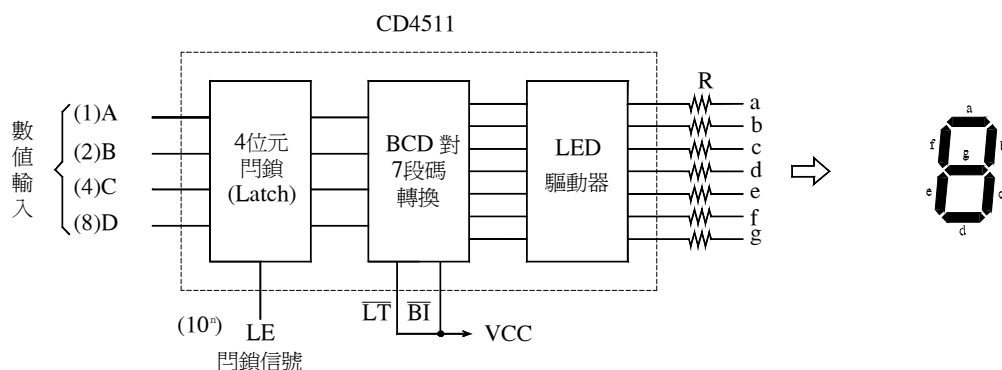 CD4511
數值輸入
(1)A
(2)B
(4)C
(8)D
4位元
閂鎖
(Latch)
BCD 對
7段碼
轉換
LED
驅動器
R
a
b
c
d
e
f
g
a
f
g
e
d
LT
BI
VCC
(10ⁿ)
LE
閂鎖信號